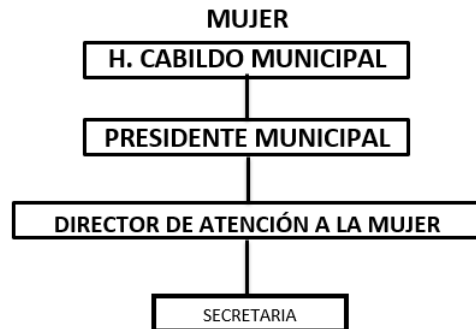 MUJER
H. CABILDO MUNICIPAL
PRESIDENTE MUNICIPAL
DIRECTOR DE ATENCIÓN A LA MUJER
SECRETARIA